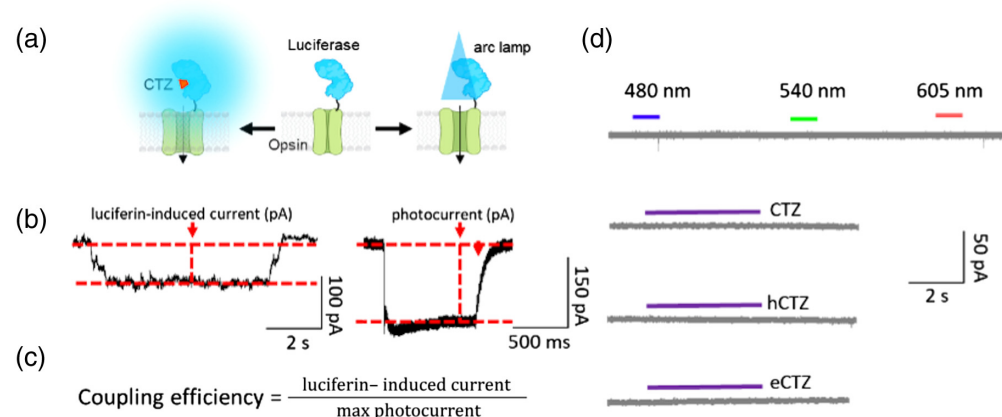 (a)
CTZ
Luciferase
Opsin
arc lamp
(b)
luciferin-induced current (pA)
100 pA
2 s
photocurrent (pA)
150 pA
500 ms
(c)
Coupling efficiency = luciferin– induced current
max photocurrent
(d)
480 nm
540 nm
605 nm
CTZ
hCTZ
eCTZ
50 pA
2 s